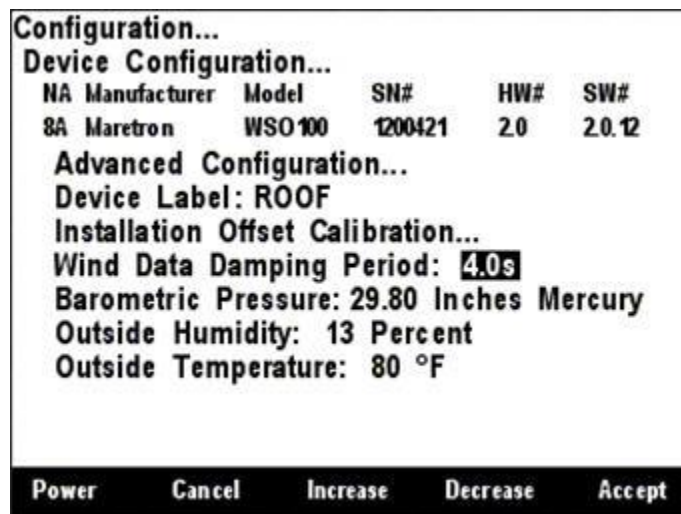 Configuration...
Device Configuration...
NA Manufacturer Model SN# HW# SW#
8A Maretron WSO100 1200421 2.0 2.0.12
Advanced Configuration...
Device Label: ROOF
Installation Offset Calibration...
Wind Data Damping Period: 4.0s
Barometric Pressure: 29.80 Inches Mercury
Outside Humidity: 13 Percent
Outside Temperature: 80 °F
Power Cancel Increase Decrease Accept